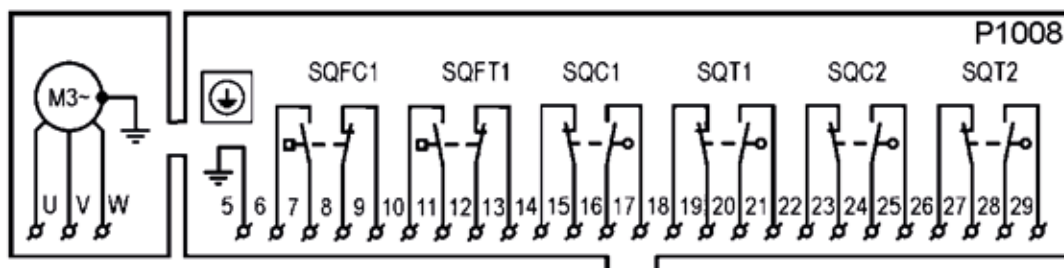 P1008
SQFC1 SQFT1 SQC1 SQT1 SQC2 SQT2
M3~
U V W 5 6 7 8 9 10 11 12 13 14 15 16 17 18 19 20 21 22 23 24 25 26 27 28 29